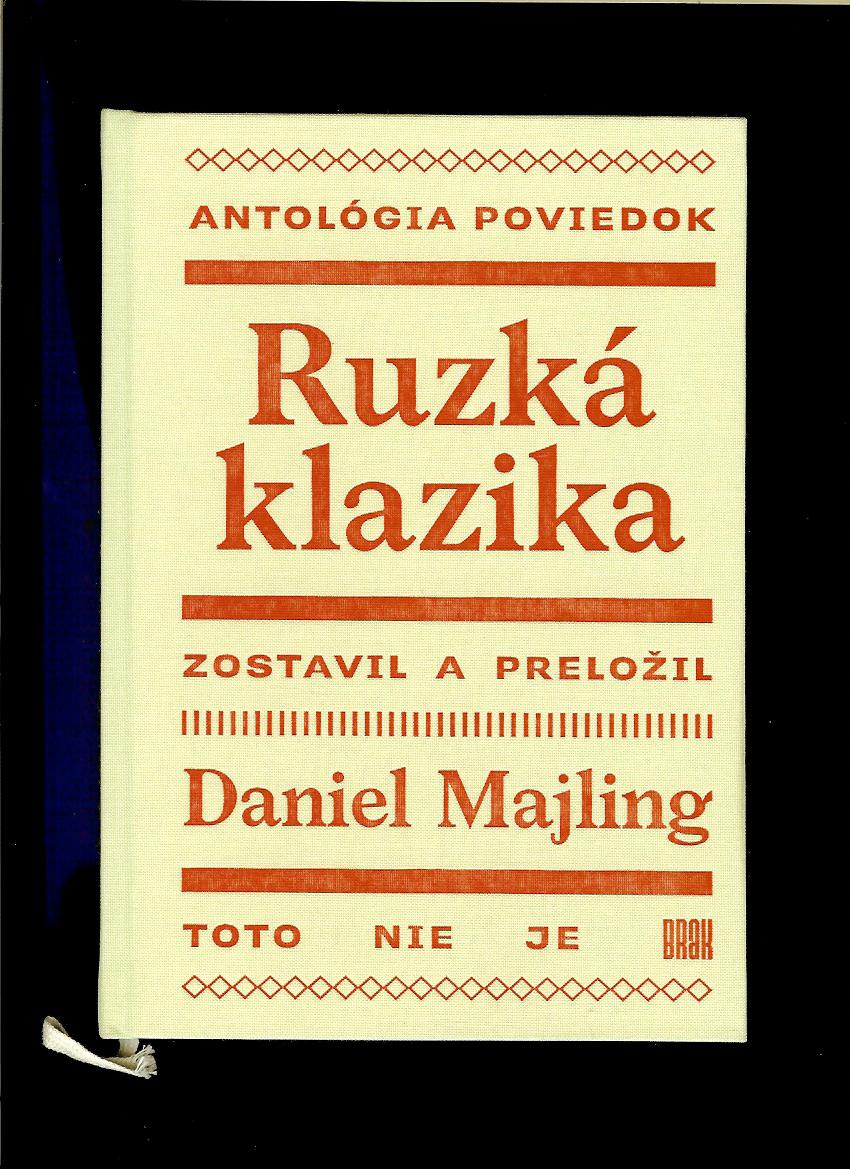 ANTOLÓGIA POVIEDOK
Ruzká
klazika
ZOSTAVIL A PRELOŽIL
Daniel Majling
TOTO NIE JE BRAK